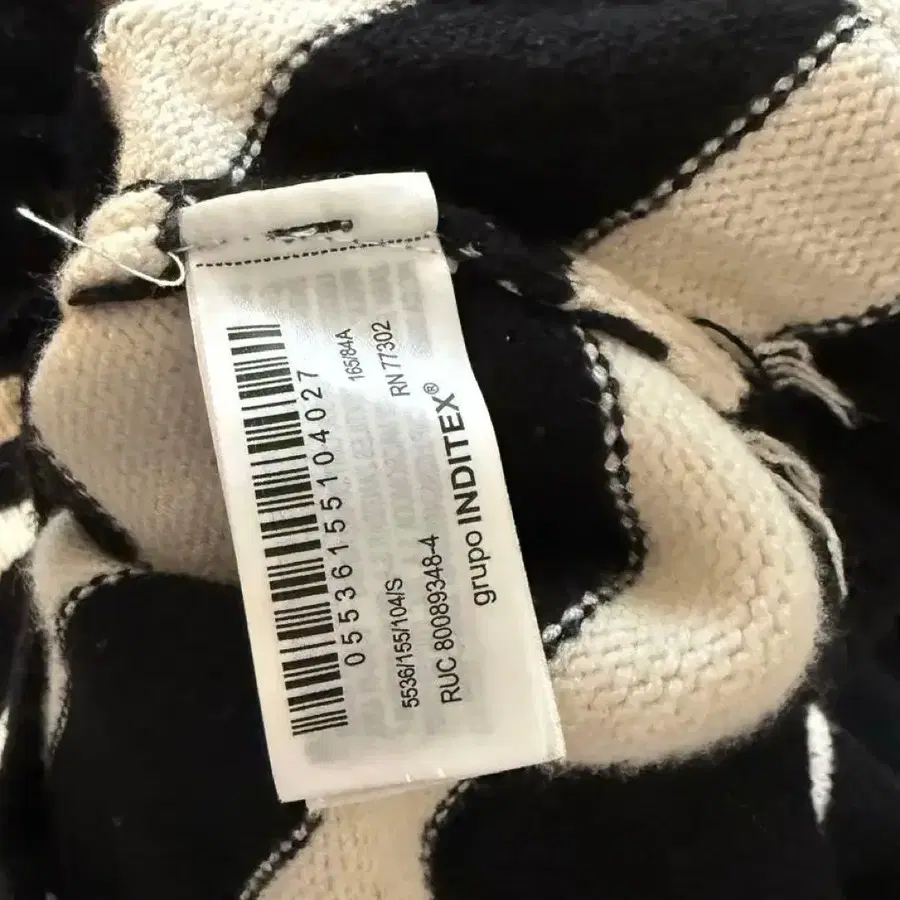 05536155104027
165/84A
5536/155/104/S
RN 77302
RUC 80089348-4
grupo INDITEX®